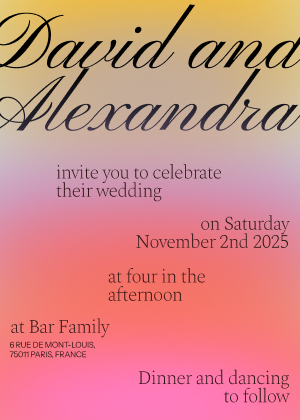 David and
Alexandra
invite you to celebrate
their wedding
on Saturday
November 2nd 2025
at four in the
afternoon
at Bar Family
6 RUE DE MONT-LOUIS,
75011 PARIS, FRANCE
Dinner and dancing
to follow